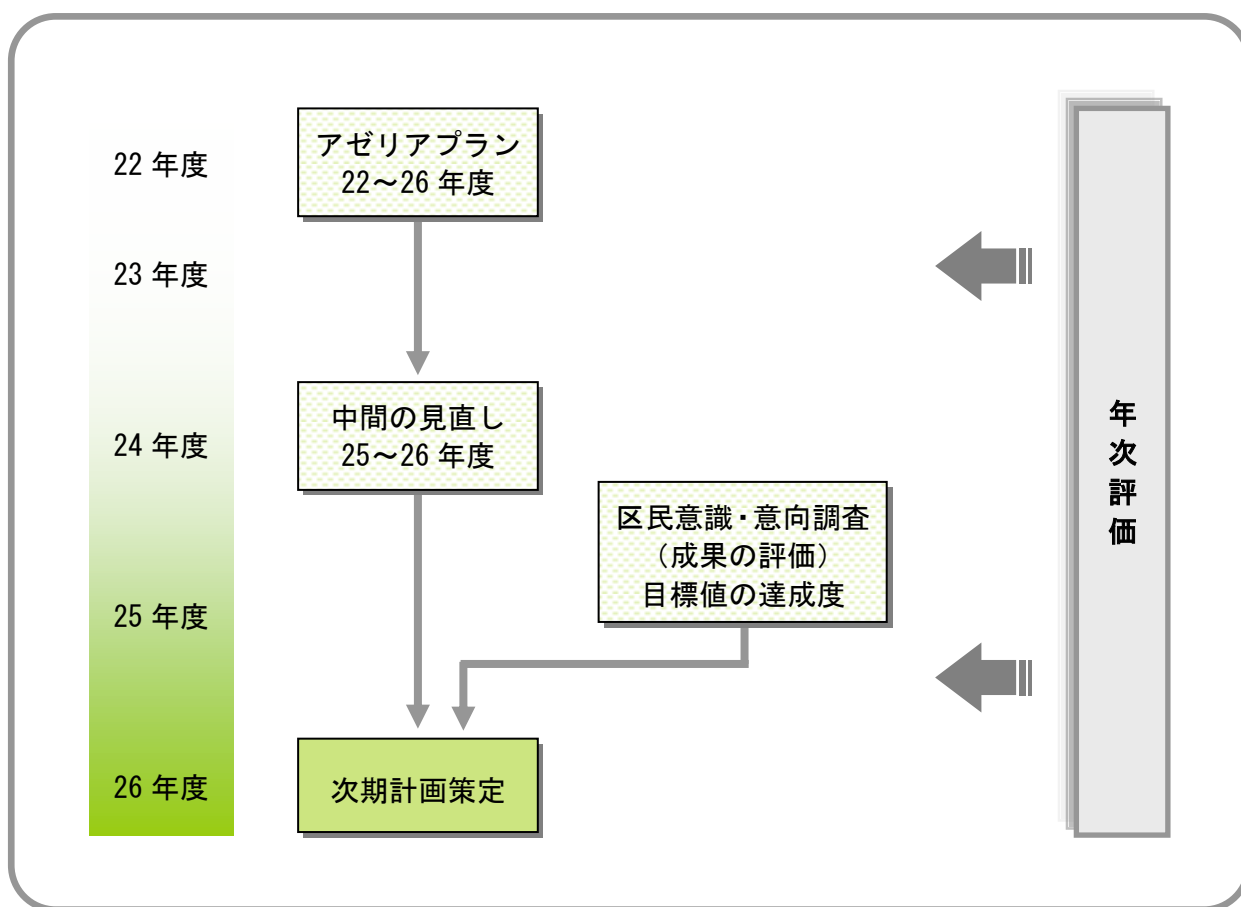 22 年度
23 年度
24 年度
25 年度
26 年度
アゼリアプラン
22～26 年度
中間の見直し
25～26 年度
区民意識・意向調査
（成果の評価）
目標値の達成度
次期計画策定
年次評価